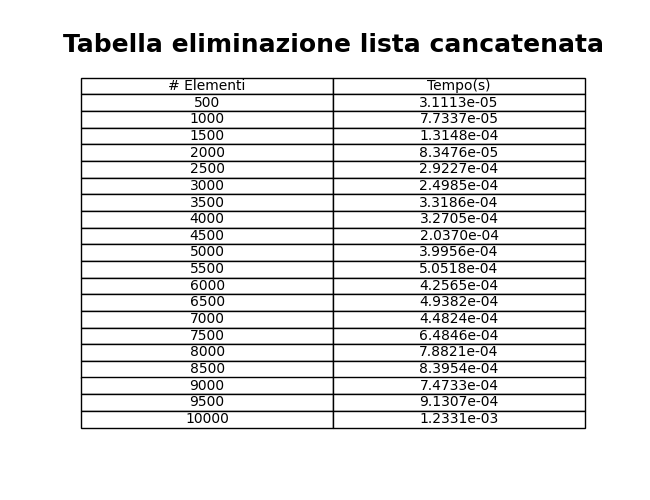 Tabella eliminazione lista cancatenata
# Elementi Tempo(s)
500 3.1113e-05
1000 7.7337e-05
1500 1.3148e-04
2000 8.3476e-05
2500 2.9227e-04
3000 2.4985e-04
3500 3.3186e-04
4000 3.2705e-04
4500 2.0370e-04
5000 3.9956e-04
5500 5.0518e-04
6000 4.2565e-04
6500 4.9382e-04
7000 4.4824e-04
7500 6.4846e-04
8000 7.8821e-04
8500 8.3954e-04
9000 7.4733e-04
9500 9.1307e-04
10000 1.2331e-03